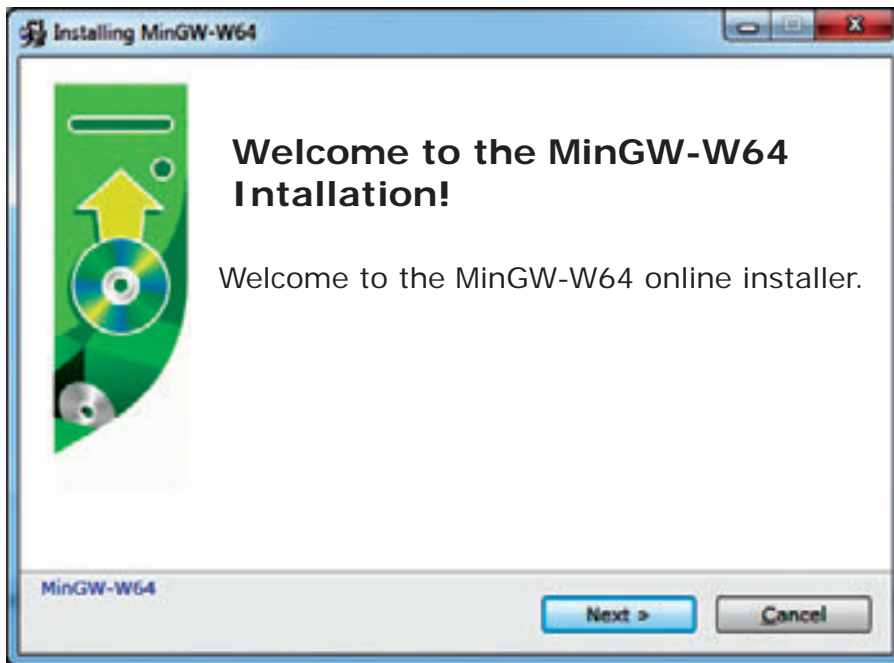 Installing MinGW-W64
Welcome to the MinGW-W64
Intallation!
Welcome to the MinGW-W64 online installer.
MinGW-W64
Next >
Cancel